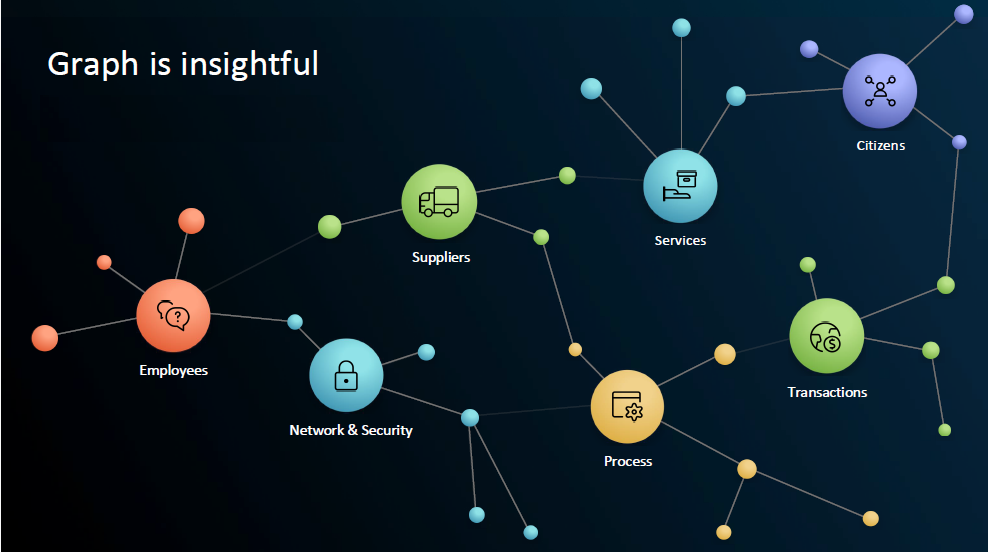 Graph is insightful
Citizens
Services
Suppliers
Employees
Transactions
Network & Security
Process